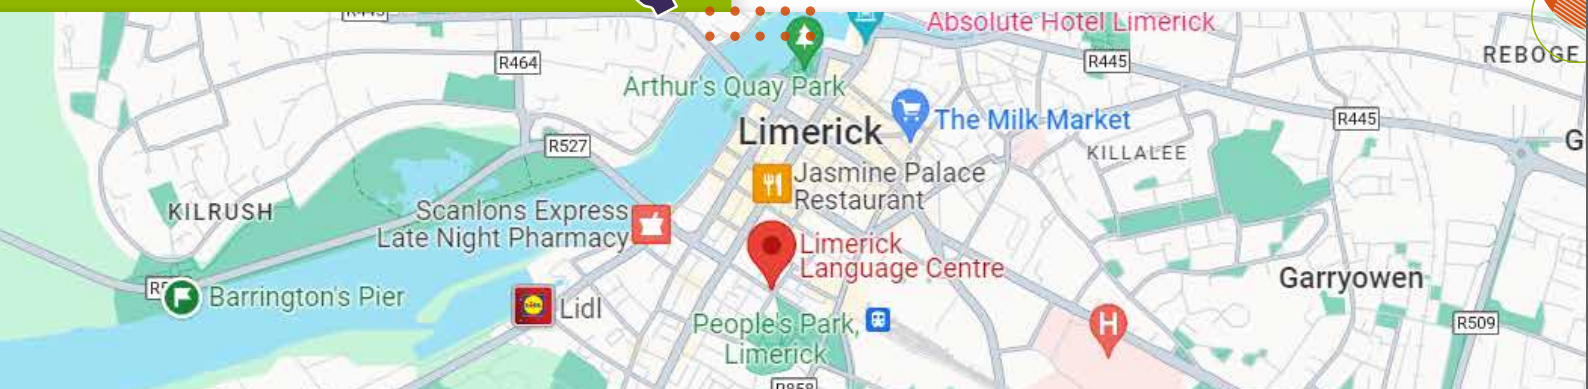 Absolute Hotel Limerick
REBOGE
R464
R445
Arthur's Quay Park
The Milk Market
R445
Limerick
R527
KILLALEE
G
Jasmine Palace
Restaurant
KILRUSH
Scanlons Express
Late Night Pharmacy
Limerick
Language Centre
Garryowen
Barrington's Pier
Lidl
People's Park,
Limerick
H
R509